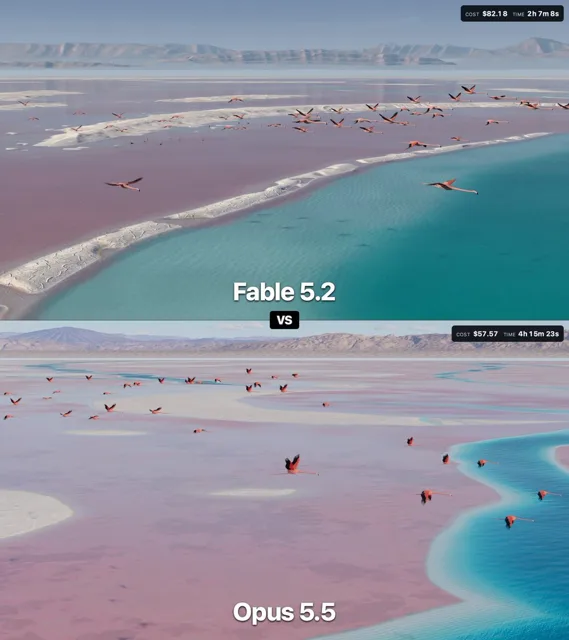 COST $82.18 TIME 2h 7m 8s
Fable 5.2
VS
COST $57.57 TIME 4h 15m 23s
Opus 5.5